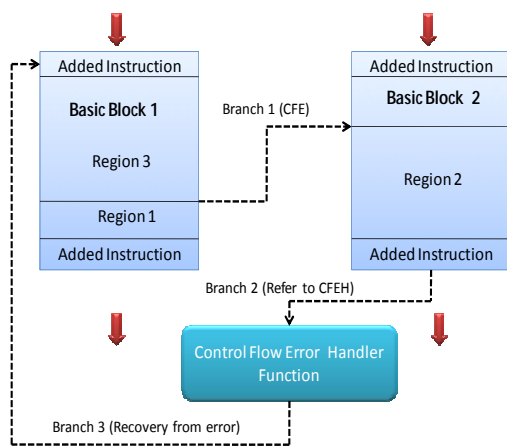 Added Instruction
Basic Block 1
Region 3
Region 1
Added Instruction
Branch 1 (CFE)
Added Instruction
Basic Block 2
Region 2
Added Instruction
Branch 2 (Refer to CFEH)
Control Flow Error Handler
Function
Branch 3 (Recovery from error)